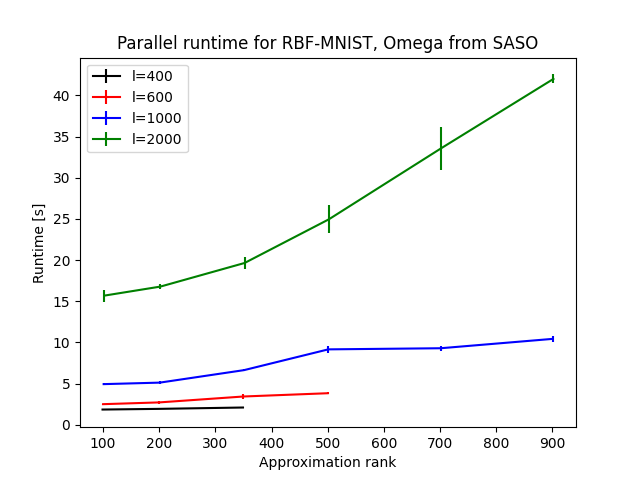 Parallel runtime for RBF-MNIST, Omega from SASO
l=400
l=600
l=1000
l=2000
Runtime [s]
40
35
30
25
20
15
10
5
0
100 200 300 400 500 600 700 800 900
Approximation rank